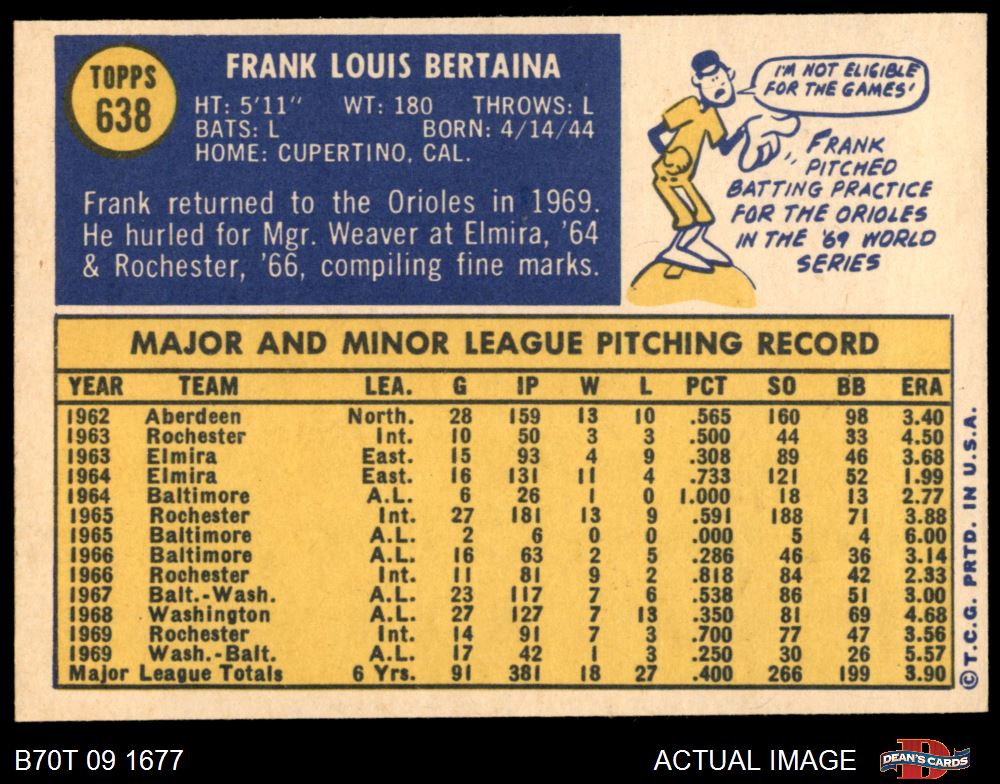 TOPPS
638
FRANK LOUIS BERTAINA
HT: 5'11" WT: 180 THROWS: L
BATS: L BORN: 4/14/44
HOME: CUPERTINO, CAL.
Frank returned to the Orioles in 1969.
He hurled for Mgr. Weaver at Elmira, '64
& Rochester, '66, compiling fine marks.
I'M NOT ELIGIBLE
FOR THE GAMES'
FRANK
PITCHED
BATTING PRACTICE
FOR THE ORIOLES
IN THE '69 WORLD
SERIES
MAJOR AND MINOR LEAGUE PITCHING RECORD
YEAR TEAM LEA. G IP W L PCT SO BB ERA
1962 Aberdeen North. 28 159 13 10 .565 160 98 3.40
1963 Rochester Int. 10 50 3 3 .500 44 33 4.50
1963 Elmira East. 15 93 4 9 .308 89 46 3.68
1964 Elmira East. 16 131 11 4 .733 121 52 1.99
1964 Baltimore A.L. 6 26 1 0 1.000 18 13 2.77
1965 Rochester Int. 27 181 13 9 .591 188 71 3.88
1965 Baltimore A.L. 2 6 0 0 .000 5 4 6.00
1966 Baltimore A.L. 16 63 2 5 .286 46 36 3.14
1966 Rochester Int. 11 81 9 2 .818 84 42 2.33
1967 Balt.-Wash. A.L. 23 117 7 6 .538 86 51 3.00
1968 Washington A.L. 27 127 7 13 .350 81 69 4.68
1969 Rochester Int. 14 91 7 3 .700 77 47 3.56
1969 Wash.-Balt. A.L. 17 42 1 3 .250 30 26 5.57
Major League Totals 6 Yrs. 91 381 18 27 .400 266 199 3.90
©T.C.G. PRTD. IN U.S.A.
B70T 09 1677
ACTUAL IMAGE
DEAN'S CARDS